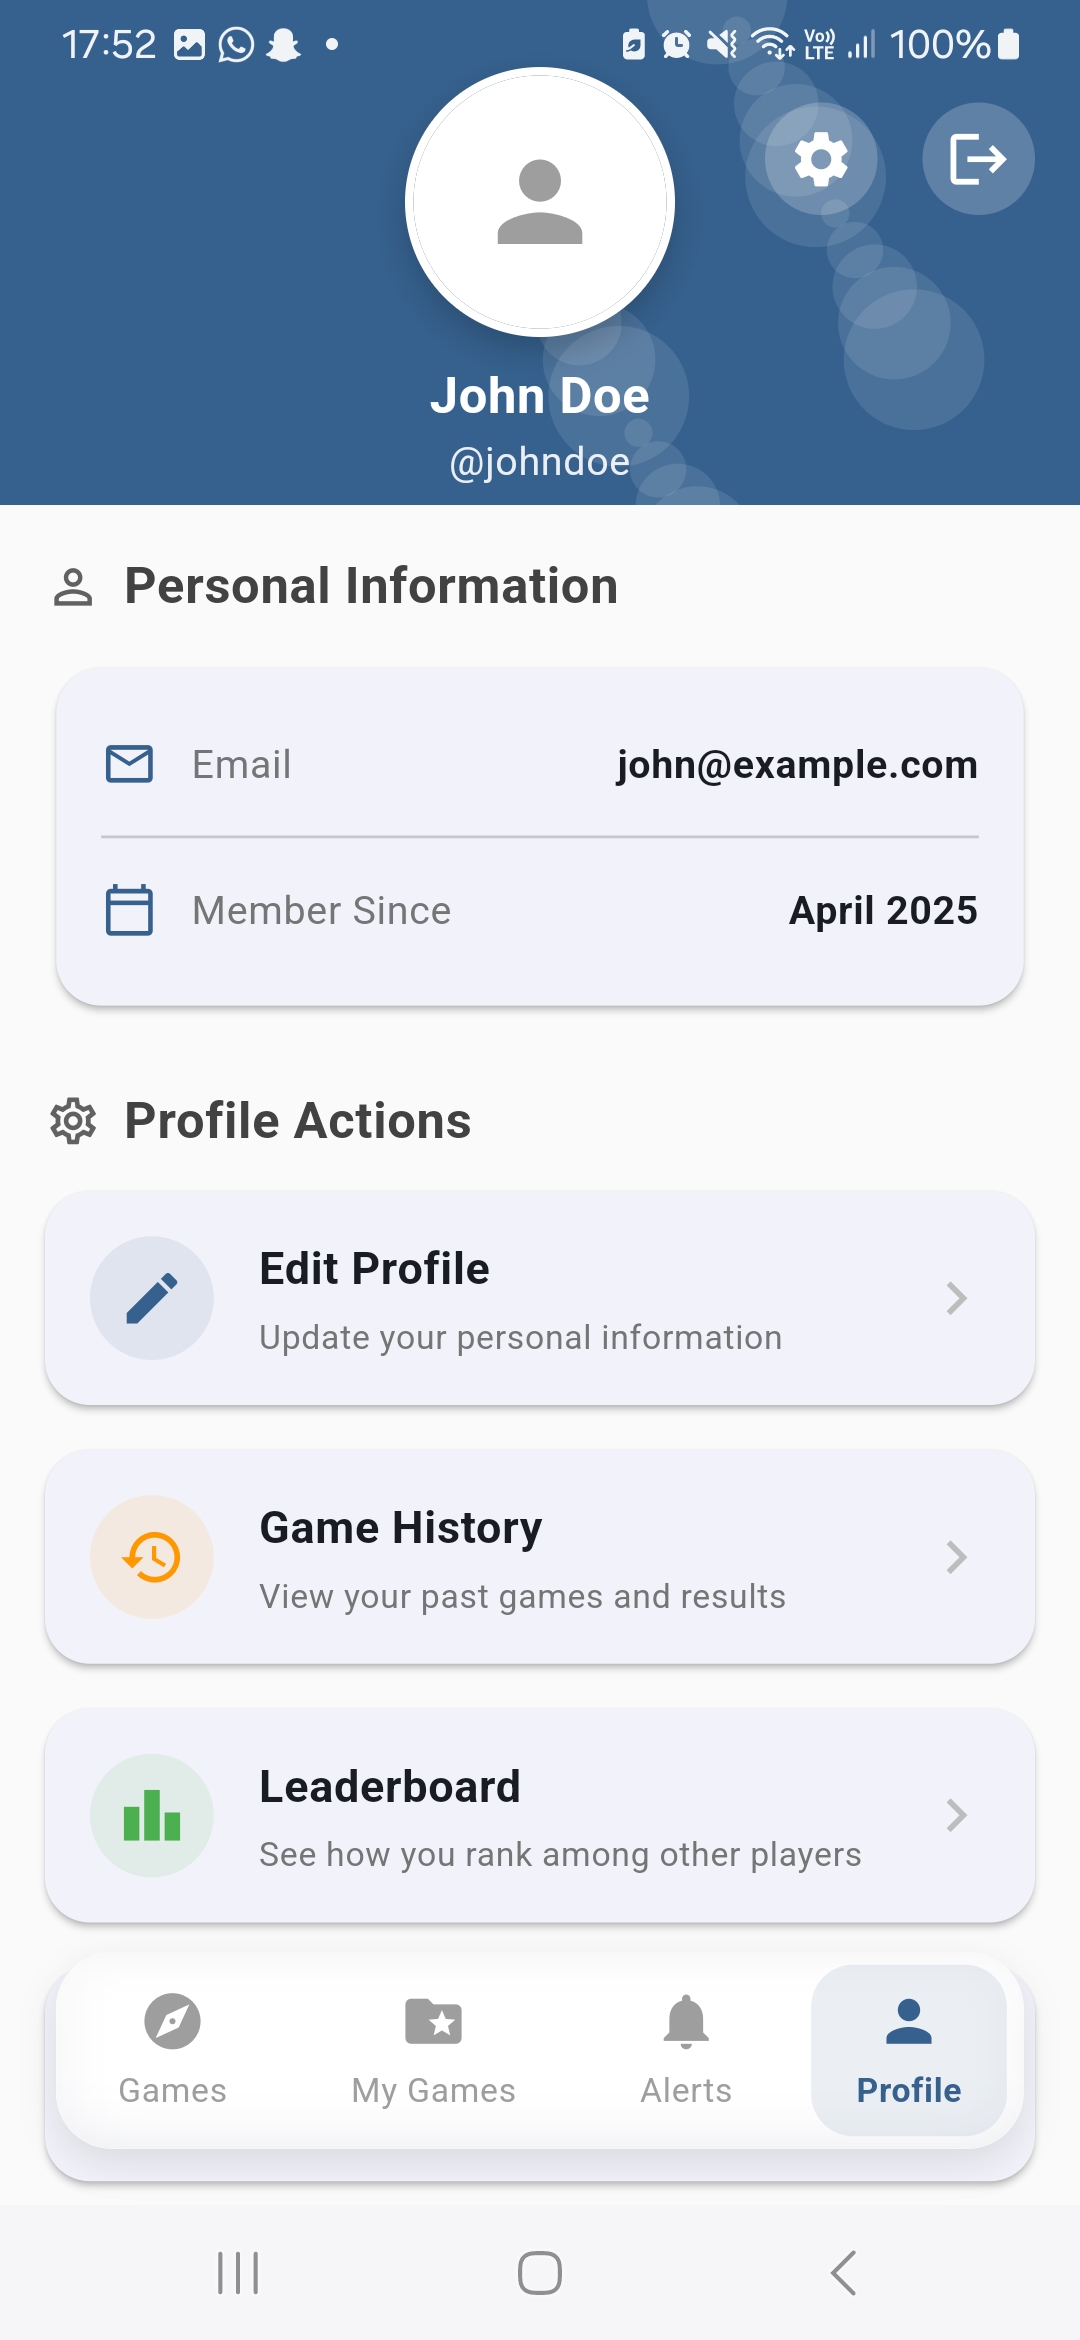 17:52 Vo)) LTE 100%
John Doe
@johndoe
Personal Information
Email john@example.com
Member Since April 2025
Profile Actions
Edit Profile
Update your personal information
Game History
View your past games and results
Leaderboard
See how you rank among other players
Games My Games Alerts Profile